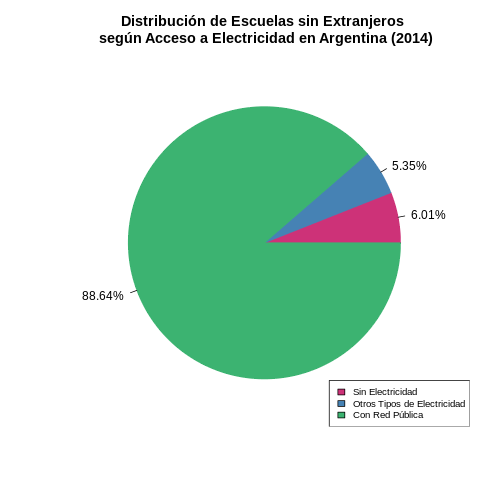 Distribución de Escuelas sin Extranjeros
según Acceso a Electricidad en Argentina (2014)
5.35%
6.01%
88.64%
Sin Electricidad
Otros Tipos de Electricidad
Con Red Pública